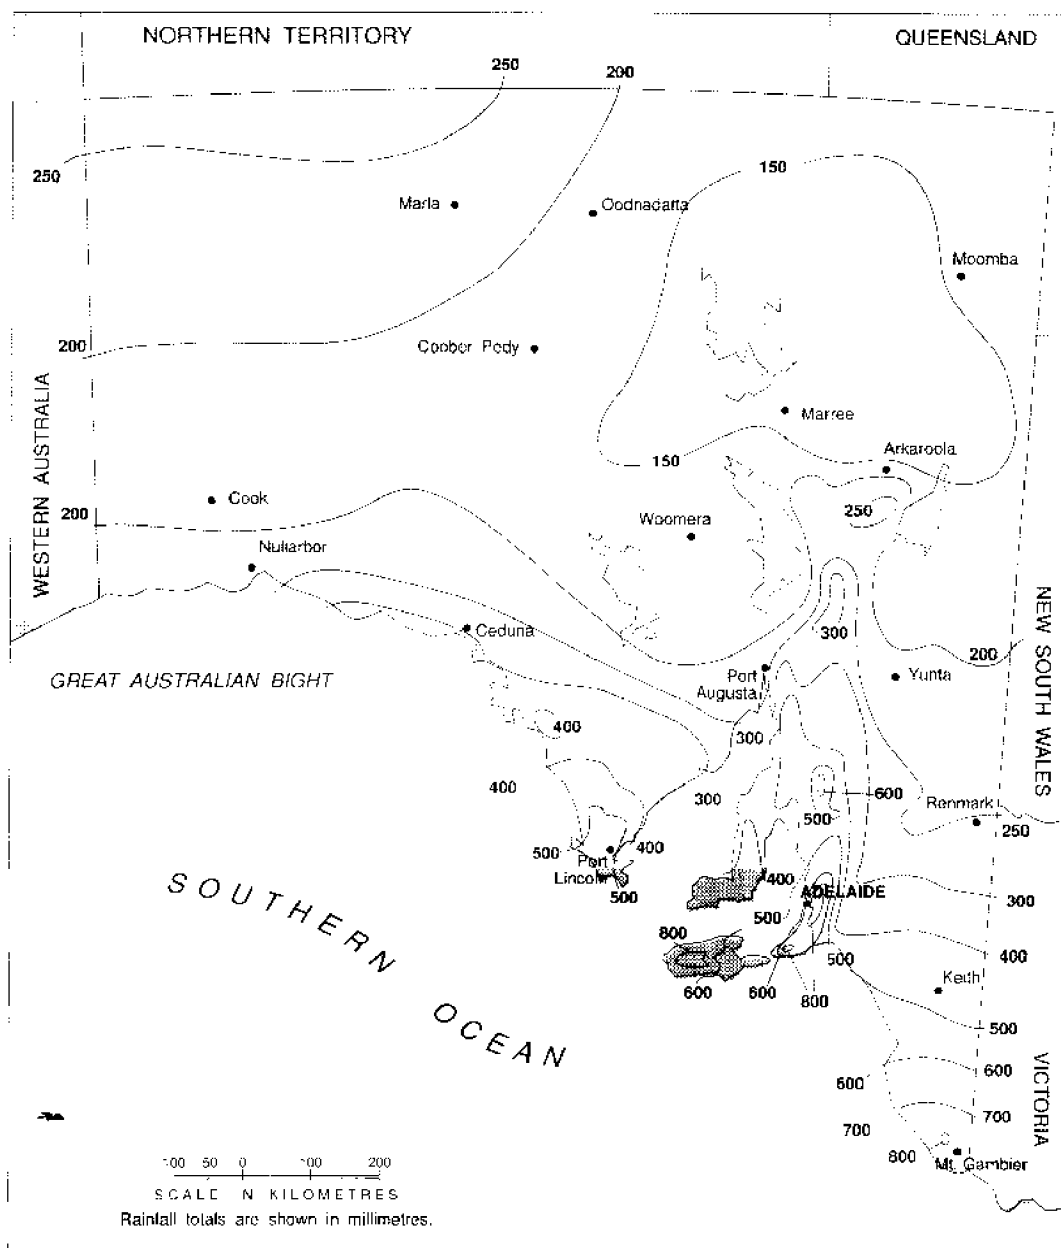 NORTHERN TERRITORY
QUEENSLAND
250
200
250
150
Marla
Oodnadatta
Moomba
200
Coober Pedy
Marree
WESTERN AUSTRALIA
150
Arkaroola
Cook
250
200
Woomera
Nullarbor
NEW SOUTH WALES
Ceduna
300
200
GREAT AUSTRALIAN BIGHT
Port
Augusta
Yunta
400
300
400
300
600
500
Renmark
250
500
400
Port
Lincoln
500
400
ADELAIDE
300
500
SOUTHERN OCEAN
800
500
400
Keith
600
600
800
500
VICTORIA
600
600
700
700
800
Mt. Gambier
100 50 0 100 200
SCALE IN KILOMETRES
Rainfall totals are shown in millimetres.